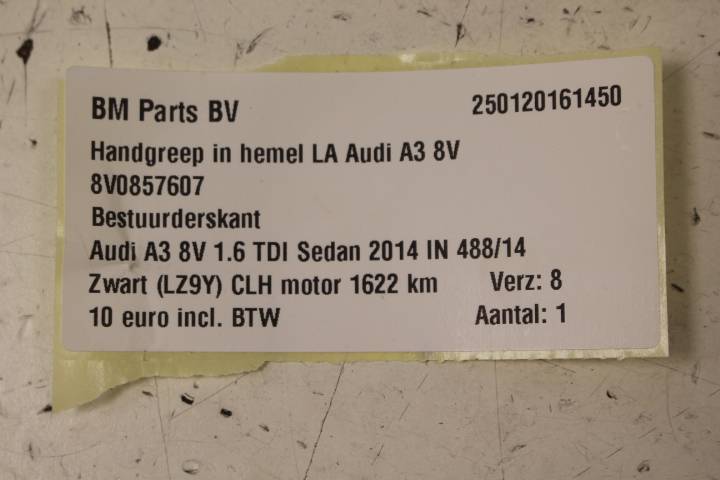 BM Parts BV 250120161450
Handgreep in hemel LA Audi A3 8V
8V0857607
Bestuurderskant
Audi A3 8V 1.6 TDI Sedan 2014 IN 488/14
Zwart (LZ9Y) CLH motor 1622 km Verz: 8
10 euro incl. BTW Aantal: 1